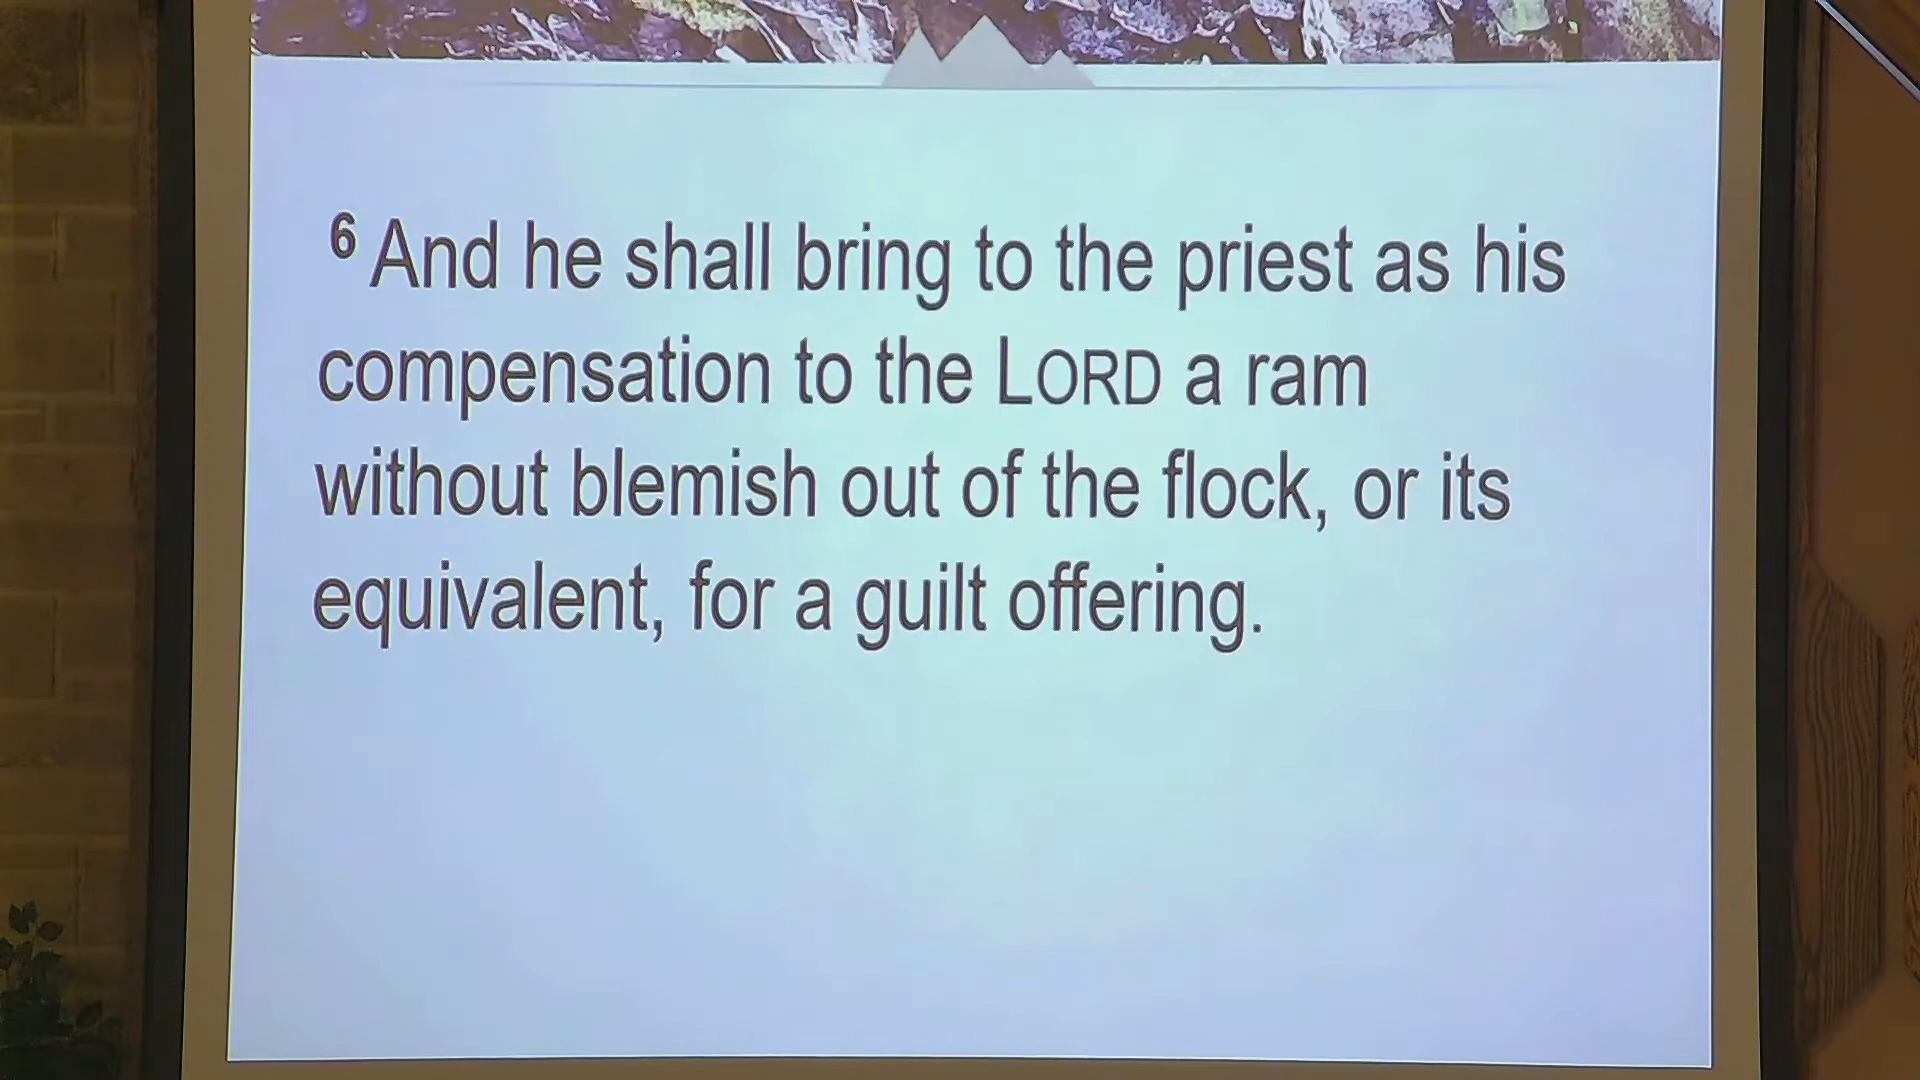 6 And he shall bring to the priest as his
compensation to the LORD a ram
without blemish out of the flock, or its
equivalent, for a guilt offering.